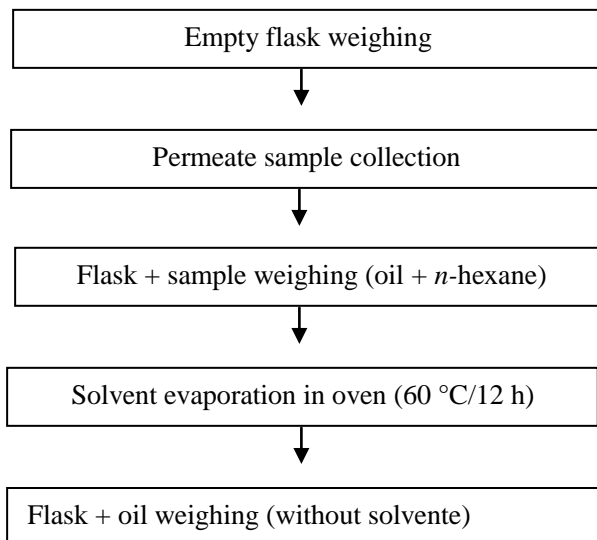 Empty flask weighing
Permeate sample collection
Flask + sample weighing (oil + n-hexane)
Solvent evaporation in oven (60 °C/12 h)
Flask + oil weighing (without solvente)